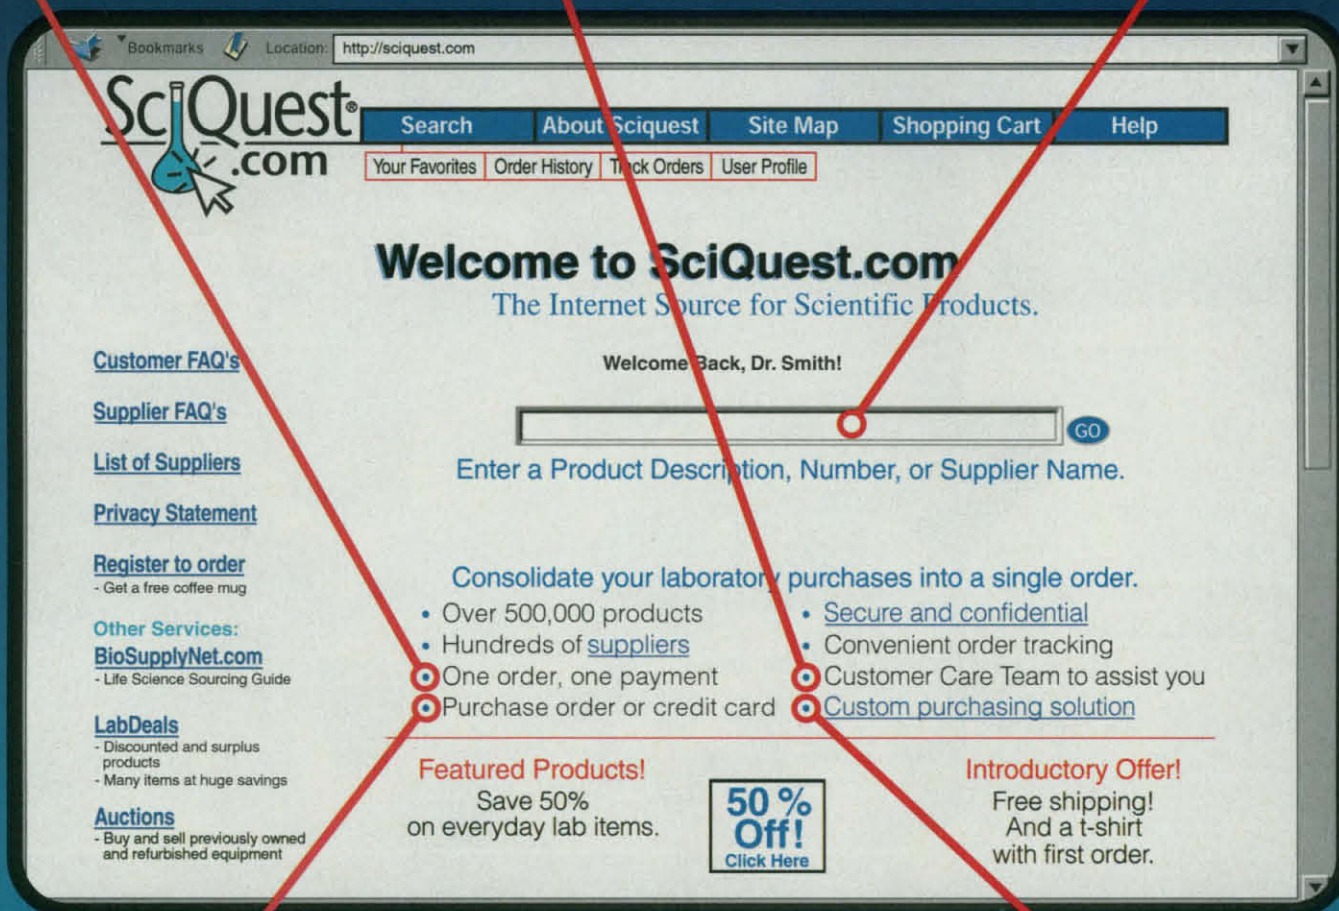 Bookmarks Location: http://sciquest.com
SciQuest®
.com
Search About Sciquest Site Map Shopping Cart Help
Your Favorites Order History Track Orders User Profile
Welcome to SciQuest.com
The Internet Source for Scientific Products.
Welcome Back, Dr. Smith!
GO
Enter a Product Description, Number, or Supplier Name.
Customer FAQ's
Supplier FAQ's
List of Suppliers
Privacy Statement
Register to order
- Get a free coffee mug
Other Services:
BioSupplyNet.com
- Life Science Sourcing Guide
LabDeals
- Discounted and surplus
products
- Many items at huge savings
Auctions
- Buy and sell previously owned
and refurbished equipment
Consolidate your laboratory purchases into a single order.
• Over 500,000 products
• Hundreds of suppliers
• One order, one payment
• Purchase order or credit card
• Secure and confidential
• Convenient order tracking
• Customer Care Team to assist you
• Custom purchasing solution
Featured Products!
Save 50%
on everyday lab items.
50 %
Off!
Click Here
Introductory Offer!
Free shipping!
And a t-shirt
with first order.